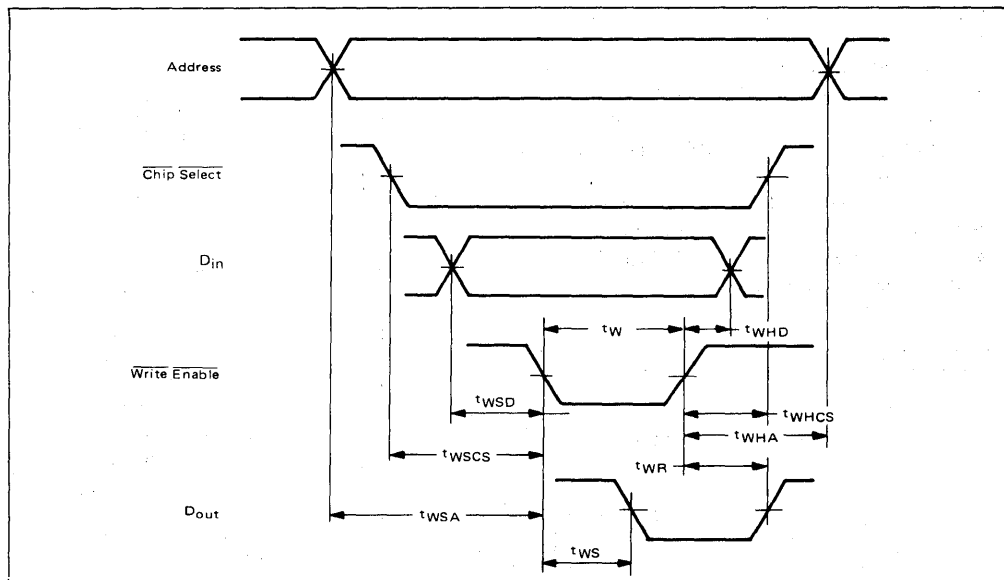 Address
Chip Select
Din
tW
tWHD
Write Enable
tWSD
tWHCS
tWHA
tWSCS
tWR
Dout
tWSA
tWS